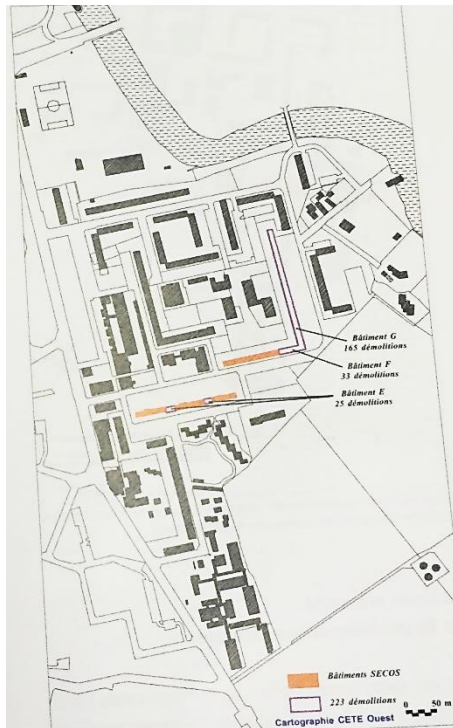 Bâtiment G
165 démolitions
Bâtiment F
33 démolitions
Bâtiment E
25 démolitions
Bâtiments SECOS
223 démolitions
0 50 m
Cartographie CETE Ouest